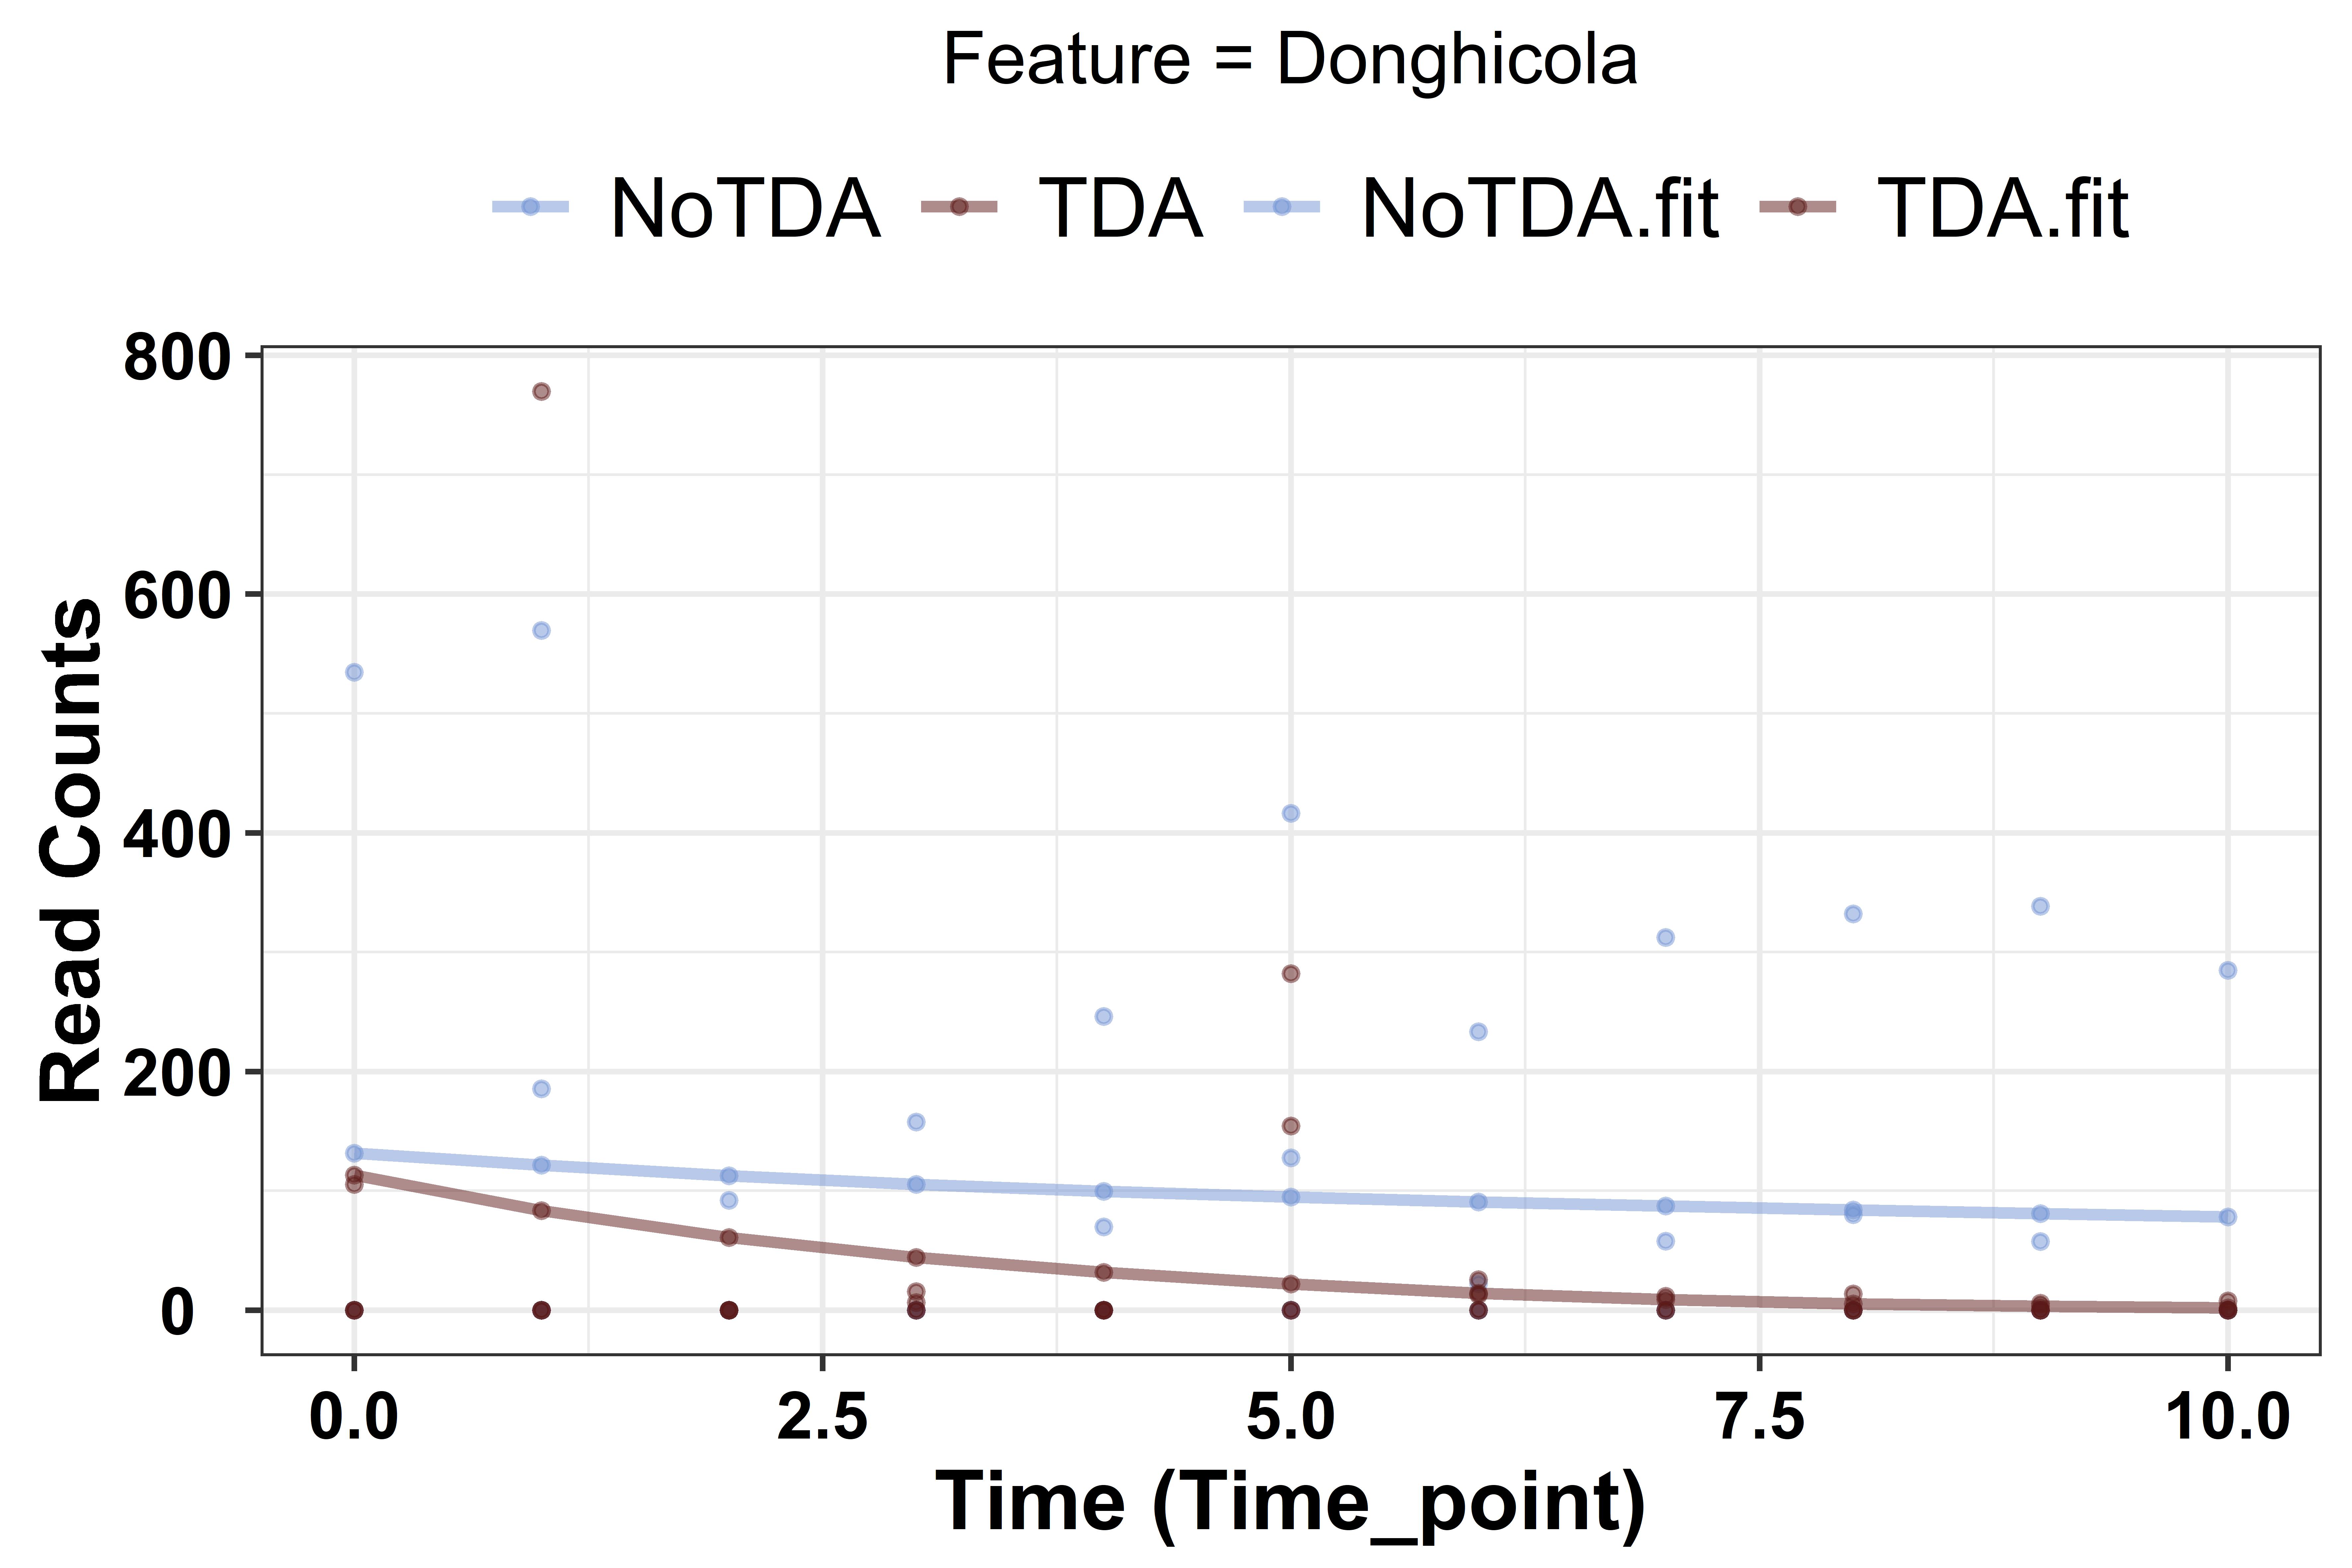 Feature = Donghicola
NoTDA TDA NoTDA.fit TDA.fit
800
600
400
200
0
Read Counts
0.0 2.5 5.0 7.5 10.0
Time (Time_point)